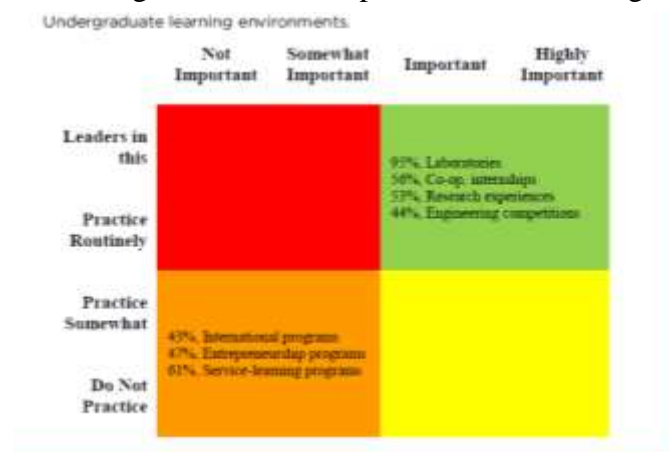 Undergraduate learning environments.
Not Important
Somewhat Important
Important
Highly Important
Leaders in this
95%, Laboratories
56%, Co-op, internships
53%, Research experiences
44%, Engineering competitions
Practice Routinely
Practice Somewhat
43%, International programs
47%, Entrepreneurship programs
61%, Service-learning programs
Do Not Practice